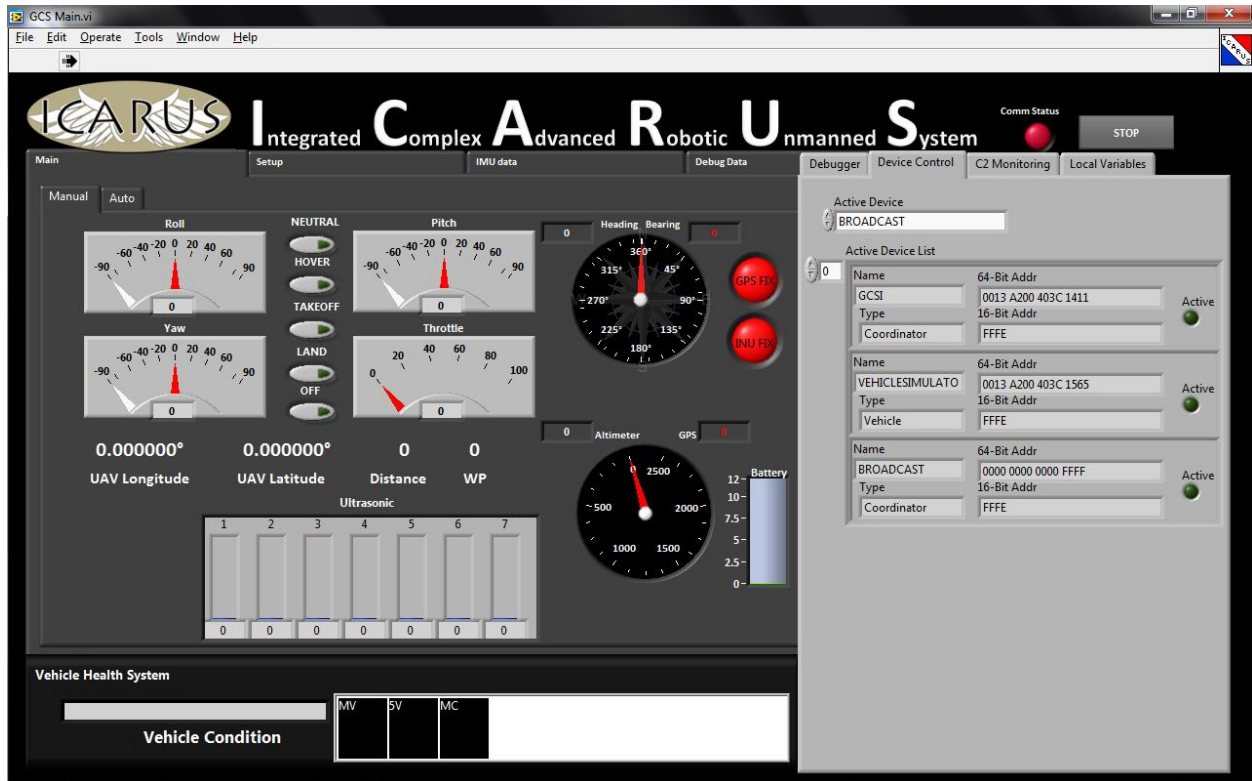 GCS Main.vi
File Edit Operate Tools Window Help
ICARUS
ICARUS
Integrated Complex Advanced Robotic Unmanned System
Comm Status
STOP
Main Setup IMU data Debug Data
Debugger Device Control C2 Monitoring Local Variables
Manual Auto
Roll
-90 -60 -40 -20 0 20 40 60 90
0
NEUTRAL
HOVER
TAKEOFF
LAND
OFF
Pitch
-90 -60 -40 -20 0 20 40 60 90
0
Yaw
-90 -60 -40 -20 0 20 40 60 90
0
Throttle
0 20 40 60 80 100
0
0 Heading Bearing 0
360° 45° 90° 135° 180° 225° 270° 315°
GPS FIX
INU FIX
0.000000° 0.000000° 0 0
UAV Longitude UAV Latitude Distance WP
0 Altimeter GPS 0
0 2500 2000 1500 1000 500
Battery
12
10
7.5
5
2.5
0
Ultrasonic
1 2 3 4 5 6 7
0 0 0 0 0 0 0
Vehicle Health System
Vehicle Condition
MV 5V MC
Active Device
BROADCAST
Active Device List
0
Name 64-Bit Addr
GCSI 0013 A200 403C 1411
Type 16-Bit Addr Active
Coordinator FFFE
Name 64-Bit Addr
VEHICLESIMULATO 0013 A200 403C 1565
Type 16-Bit Addr Active
Vehicle FFFE
Name 64-Bit Addr
BROADCAST 0000 0000 0000 FFFF
Type 16-Bit Addr Active
Coordinator FFFE